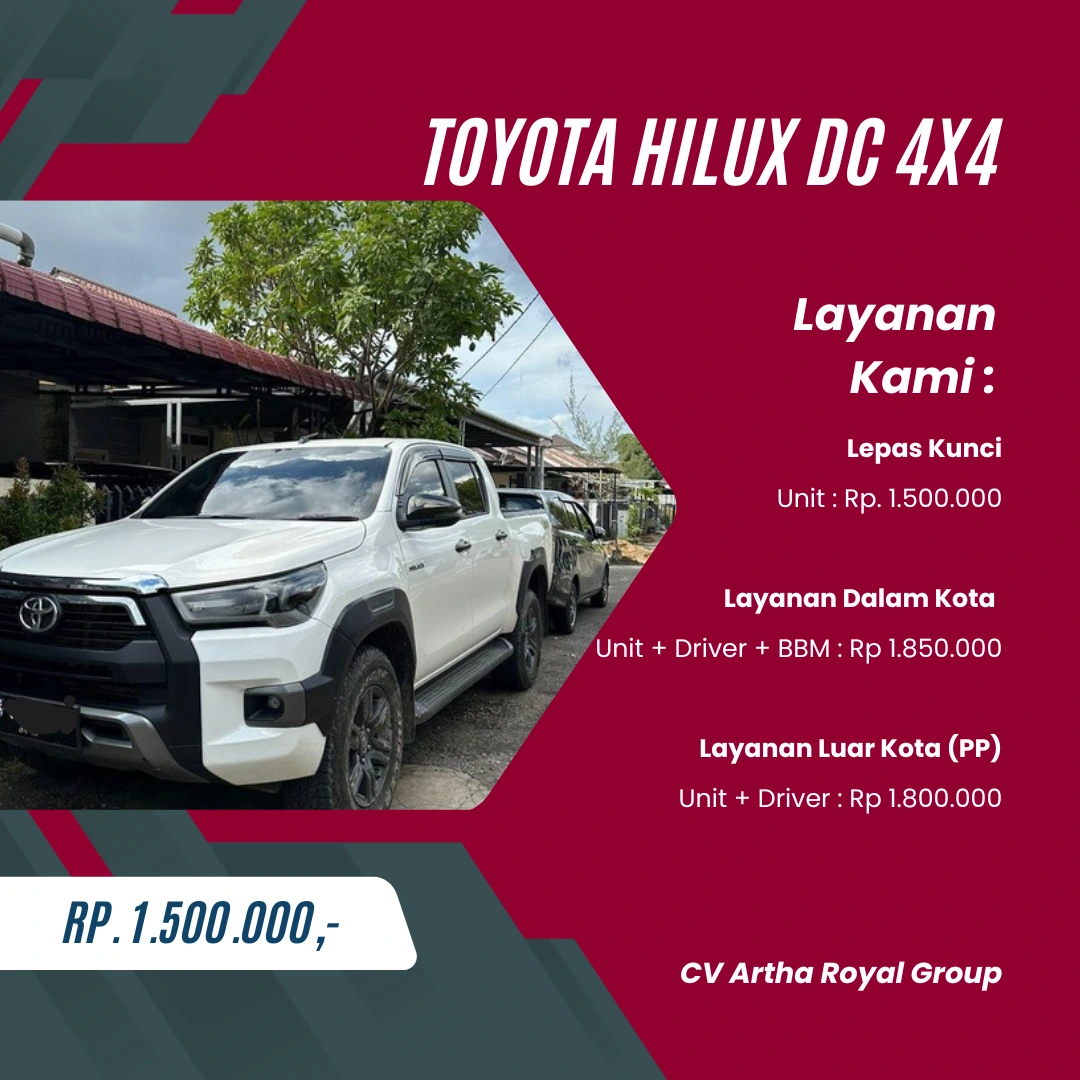 TOYOTA HILUX DC 4X4
Layanan
Kami :
Lepas Kunci
Unit : Rp. 1.500.000
Layanan Dalam Kota
Unit + Driver + BBM : Rp 1.850.000
Layanan Luar Kota (PP)
Unit + Driver : Rp 1.800.000
RP. 1.500.000,-
CV Artha Royal Group